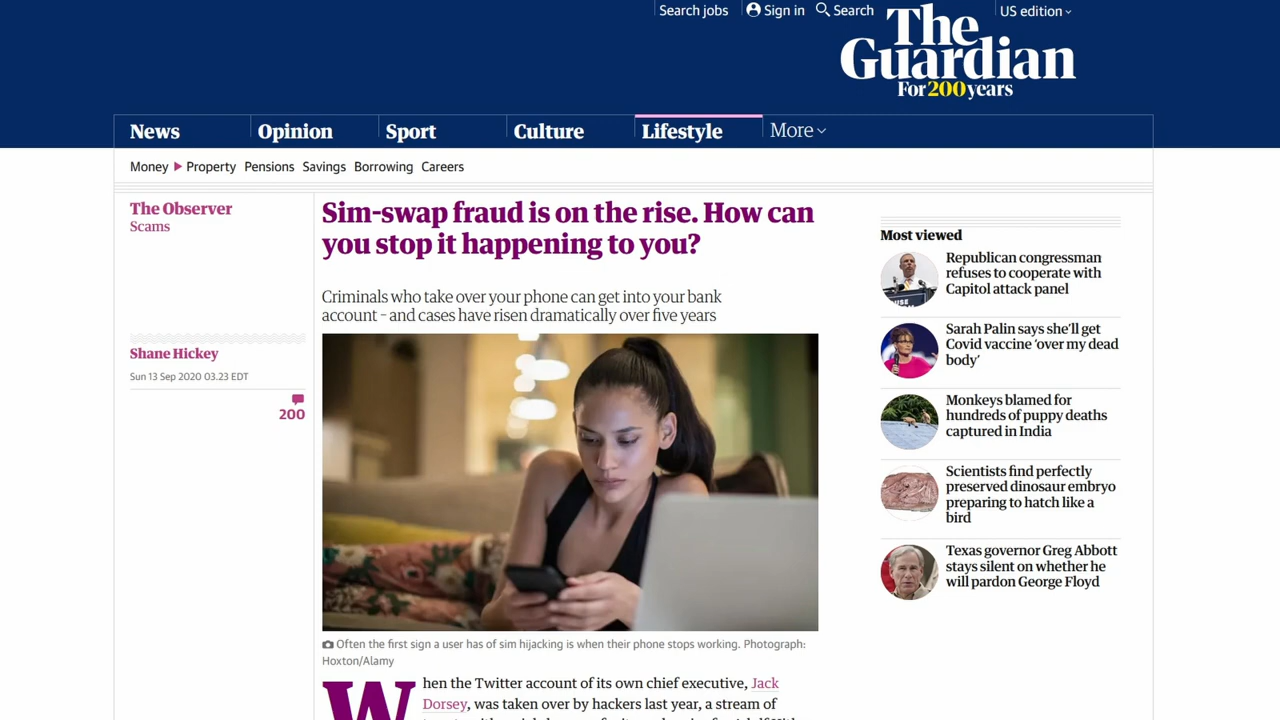 Search jobs
Sign in
Search
US edition
The
Guardian
For 200 years
News
Opinion
Sport
Culture
Lifestyle
More
Money
Property
Pensions
Savings
Borrowing
Careers
The Observer
Scams
Sim-swap fraud is on the rise. How can
you stop it happening to you?
Criminals who take over your phone can get into your bank
account – and cases have risen dramatically over five years
Shane Hickey
Sun 13 Sep 2020 03.23 EDT
200
Often the first sign a user has of sim hijacking is when their phone stops working. Photograph:
Hoxton/Alamy
When the Twitter account of its own chief executive, Jack
Dorsey, was taken over by hackers last year, a stream of
Most viewed
Republican congressman
refuses to cooperate with
Capitol attack panel
Sarah Palin says she'll get
Covid vaccine ‘over my dead
body’
Monkeys blamed for
hundreds of puppy deaths
captured in India
Scientists find perfectly
preserved dinosaur embryo
preparing to hatch like a
bird
Texas governor Greg Abbott
stays silent on whether he
will pardon George Floyd